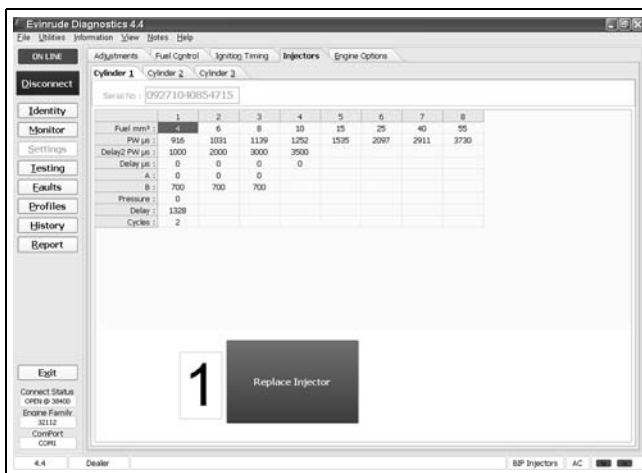 Evinrude Diagnostics 4.4
File Utilities Information View Notes Help
ON LINE
Adjustments Fuel Control Ignition Timing Injectors Engine Options
Cylinder 1 Cylinder 2 Cylinder 3
Disconnect
Serial No : 09271040854715
Identity
Monitor
Settings
Testing
Faults
Profiles
History
Report
1 2 3 4 5 6 7 8
Fuel mm³ : 4 6 8 10 15 25 40 55
PW µs : 916 1031 1139 1252 1535 2097 2911 3730
Delay2 PW µs : 1000 2000 3000 3500
Delay µs : 0 0 0 0
A : 0 0 0
B : 700 700 700
Pressure : 0
Delay : 1328
Cycles : 2
1
Replace Injector
Exit
Connect Status
OPEN @ 38400
Engine Family
32112
ComPort
COM1
4.4 Dealer BIP Injectors AC